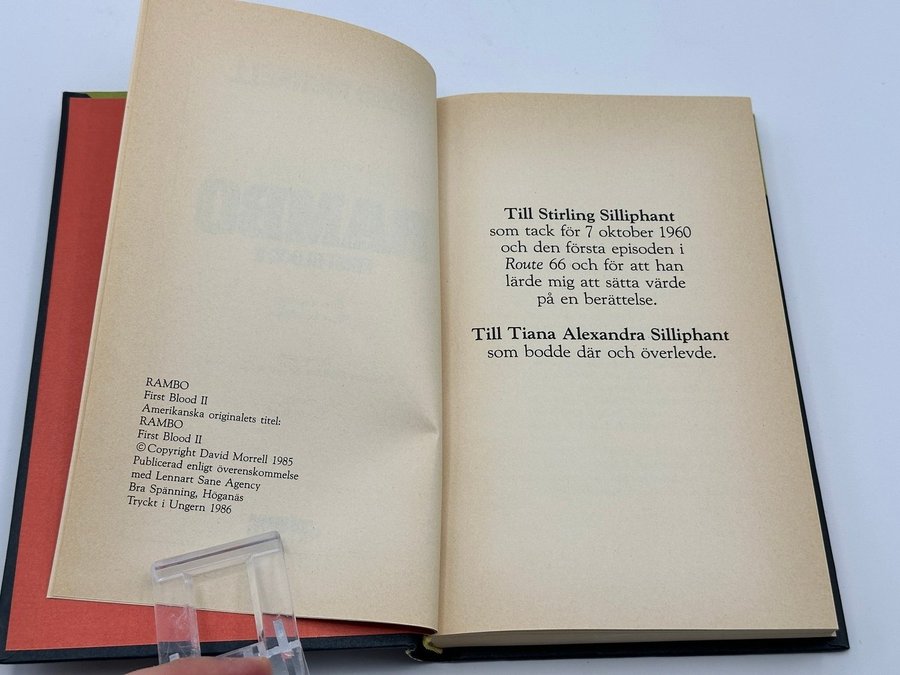 RAMBO
First Blood II
Amerikanska originalets titel:
RAMBO
First Blood II
©Copyright David Morrell 1985
Publicerad enligt överenskommelse
med Lennart Sane Agency
Bra Spänning, Höganäs
Tryckt i Ungern 1986
Till Stirling Silliphant
som tack för 7 oktober 1960
och den första episoden i
Route 66 och för att han
lärde mig att sätta värde
på en berättelse.
Till Tiana Alexandra Silliphant
som bodde där och överlevde.